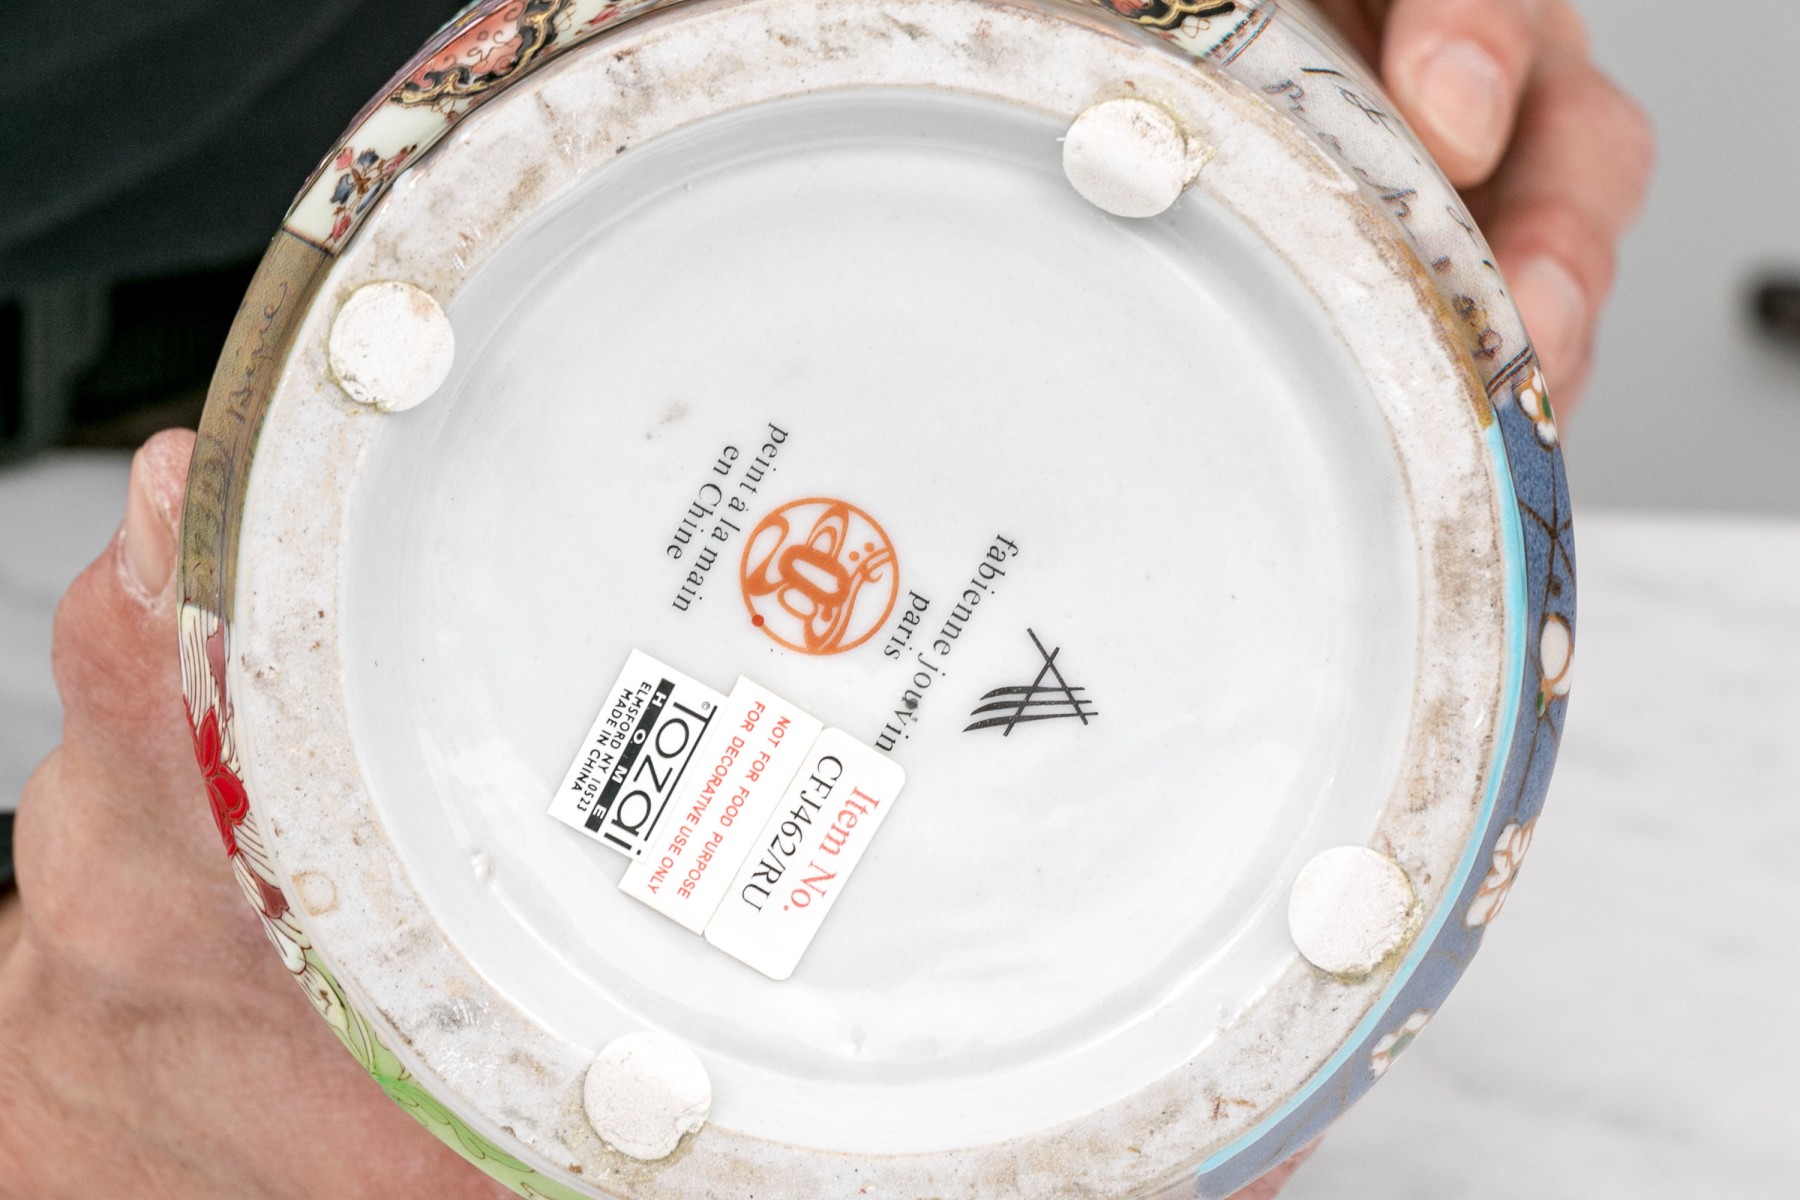 fabienne jouvin
paris
peint à la main
en Chine
Item No.
CFJ462/RU
NOT FOR FOOD PURPOSE
FOR DECORATIVE USE ONLY
©Tozai
HOME
ELMSFORD NY 10523
MADE IN CHINA